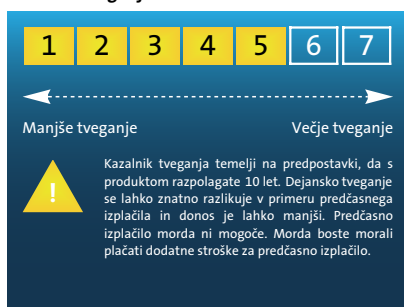 1 2 3 4 5 6 7
Manjše tveganje Večje tveganje
Kazalnik tveganja temelji na predpostavki, da s
produktom razpolagate 10 let. Dejansko tveganje
se lahko znatno razlikuje v primeru predčasnega
izplačila in donos je lahko manjši. Predčasno
izplačilo morda ni mogoče. Morda boste morali
plačati dodatne stroške za predčasno izplačilo.
!